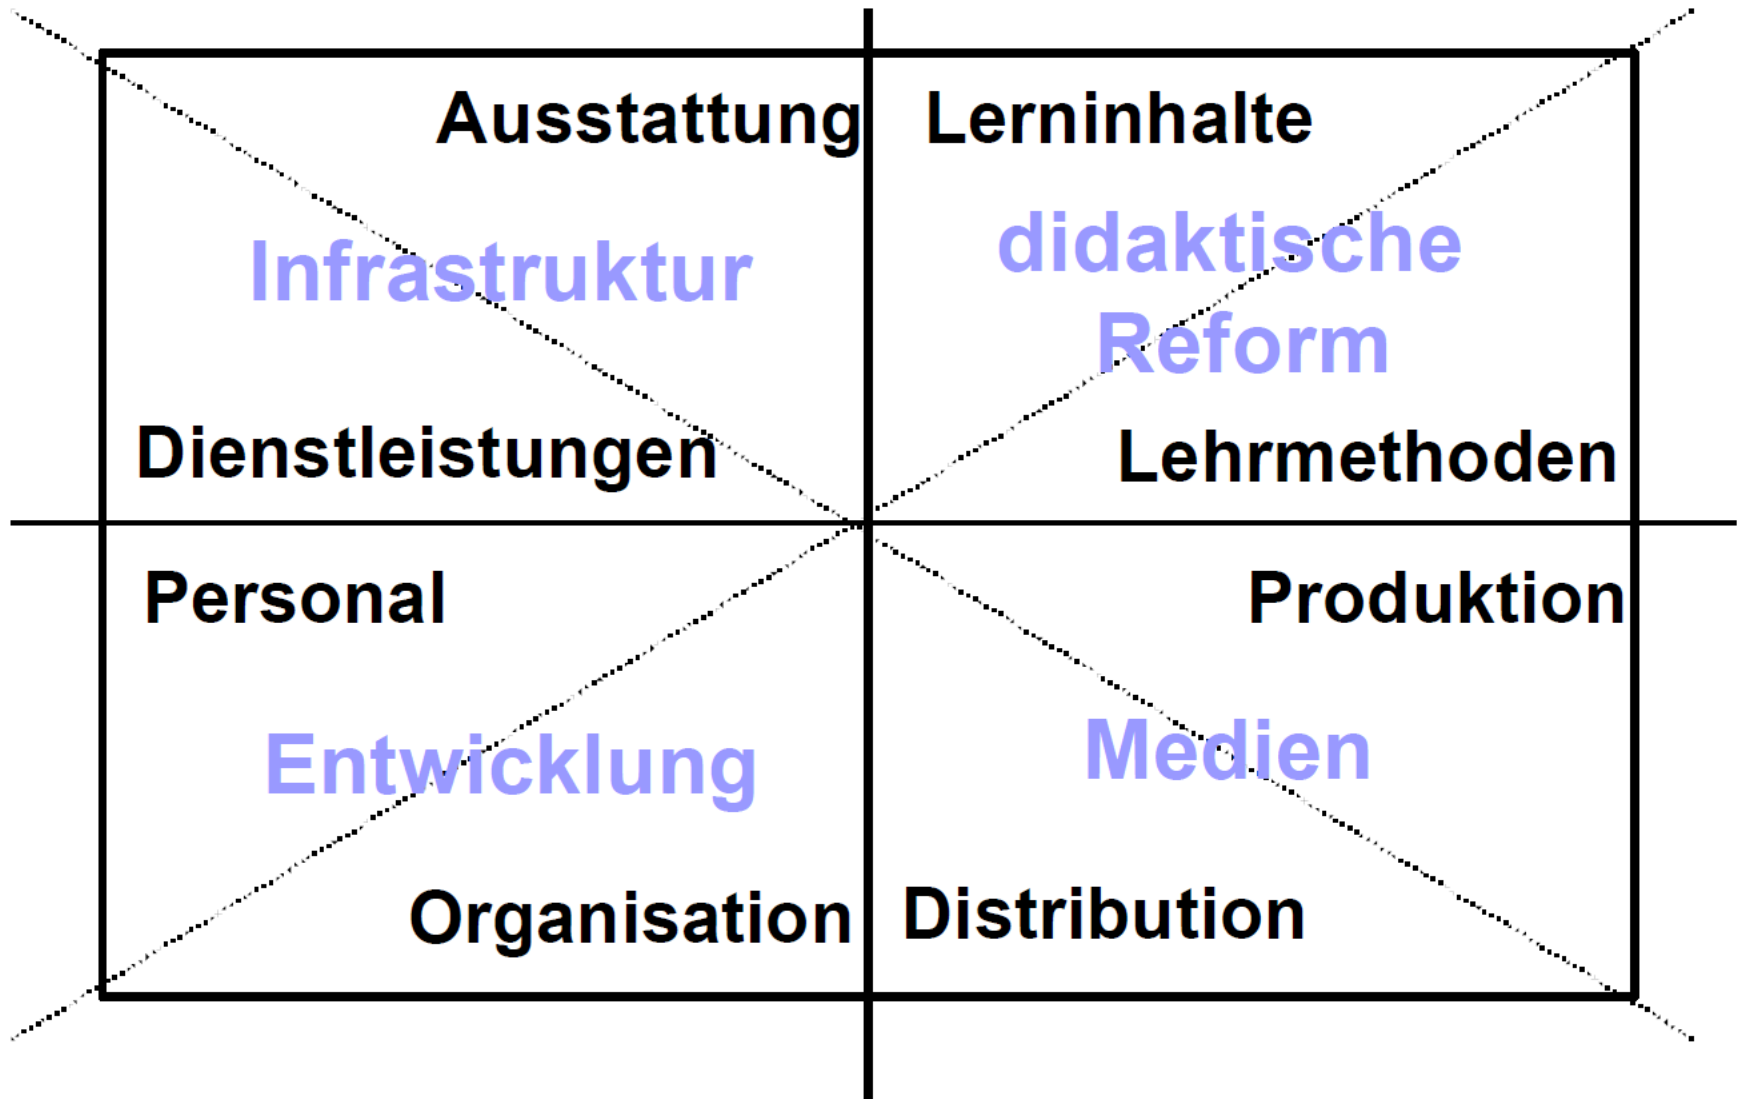 Ausstattung
Infrastruktur
Dienstleistungen
Lerninhalte
didaktische
Reform
Lehrmethoden
Personal
Entwicklung
Organisation
Produktion
Medien
Distribution